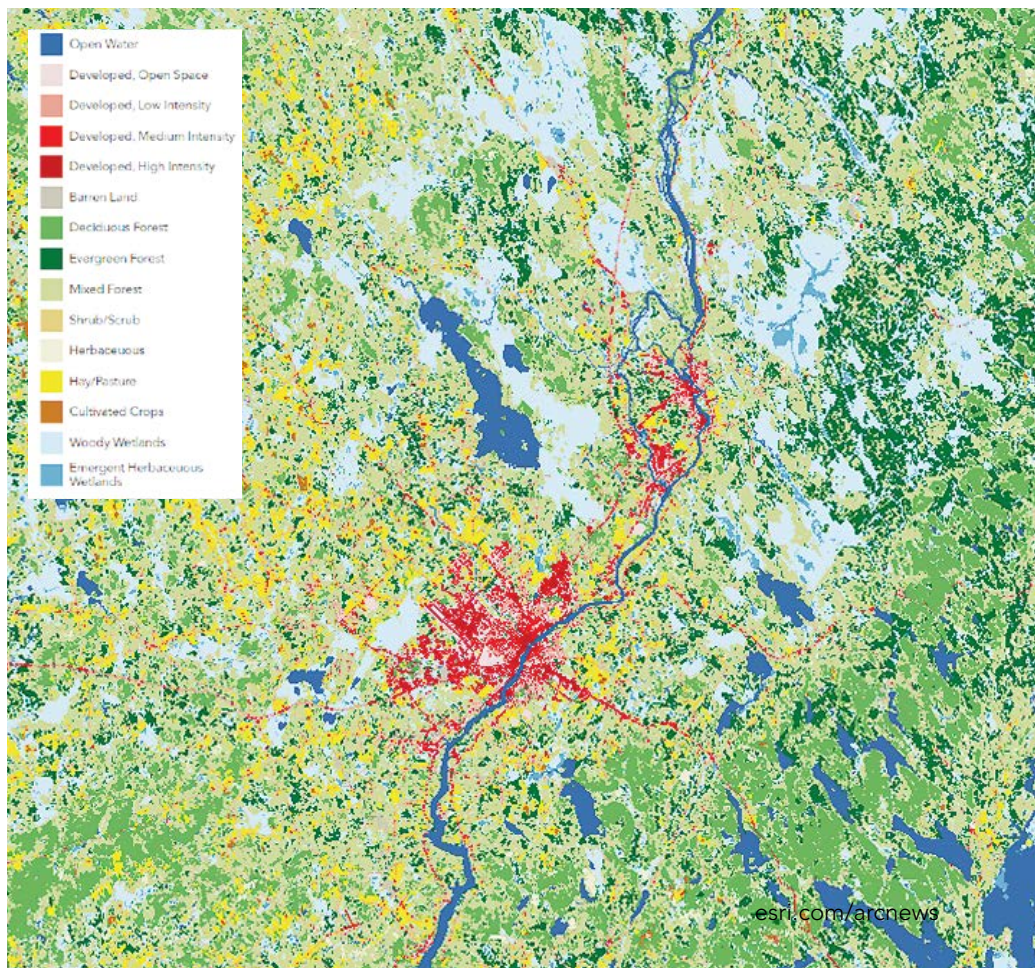 Open Water
Developed, Open Space
Developed, Low Intensity
Developed, Medium Intensity
Developed, High Intensity
Barren Land
Deciduous Forest
Evergreen Forest
Mixed Forest
Shrub/Scrub
Herbaceuous
Hay/Pasture
Cultivated Crops
Woody Wetlands
Emergent Herbaceuous
Wetlands
esri.com/arcnews